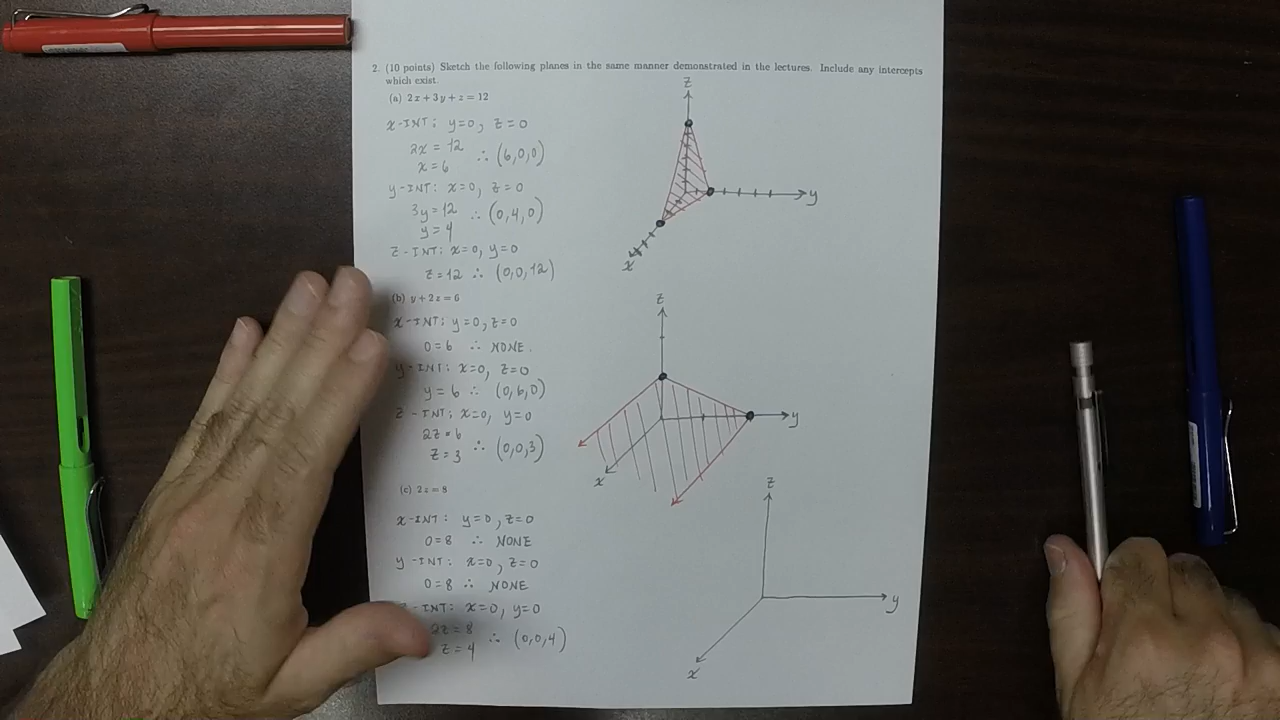 2. (10 points) Sketch the following planes in the same manner demonstrated in the lectures. Include any intercepts
which exist.
(a) 2x + 3y + z = 12
x-INT: y=0, z=0
2x = 12
x = 6 ∴ (6,0,0)
y-INT: x=0, z=0
3y = 12
y = 4 ∴ (0,4,0)
z-INT: x=0, y=0
z = 12 ∴ (0,0,12)
z
y
x
(b) y + 2z = 6
x-INT: y=0, z=0
0=6 ∴ NONE.
y-INT: x=0, z=0
y=6 ∴ (0,6,0)
z-INT: x=0, y=0
2z=6
z=3 ∴ (0,0,3)
z
y
x
(c) 2z = 8
x-INT: y=0, z=0
0=8 ∴ NONE
y-INT: x=0, z=0
0=8 ∴ NONE
-INT: x=0, y=0
2z=8
z=4 ∴ (0,0,4)
z
y
x